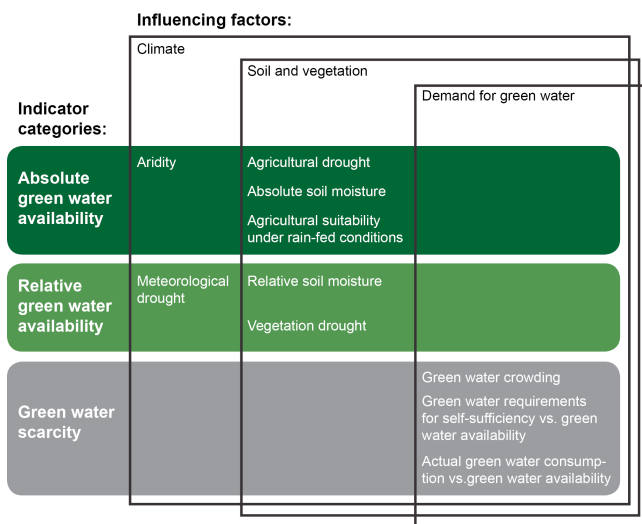 Influencing factors:
Climate
Soil and vegetation
Demand for green water
Indicator
categories:
Absolute
green water
availability
Aridity
Agricultural drought
Absolute soil moisture
Agricultural suitability
under rain-fed conditions
Relative
green water
availability
Meteorological
drought
Relative soil moisture
Vegetation drought
Green water
scarcity
Green water crowding
Green water requirements
for self-sufficiency vs. green
water availability
Actual green water consump-
tion vs.green water availability